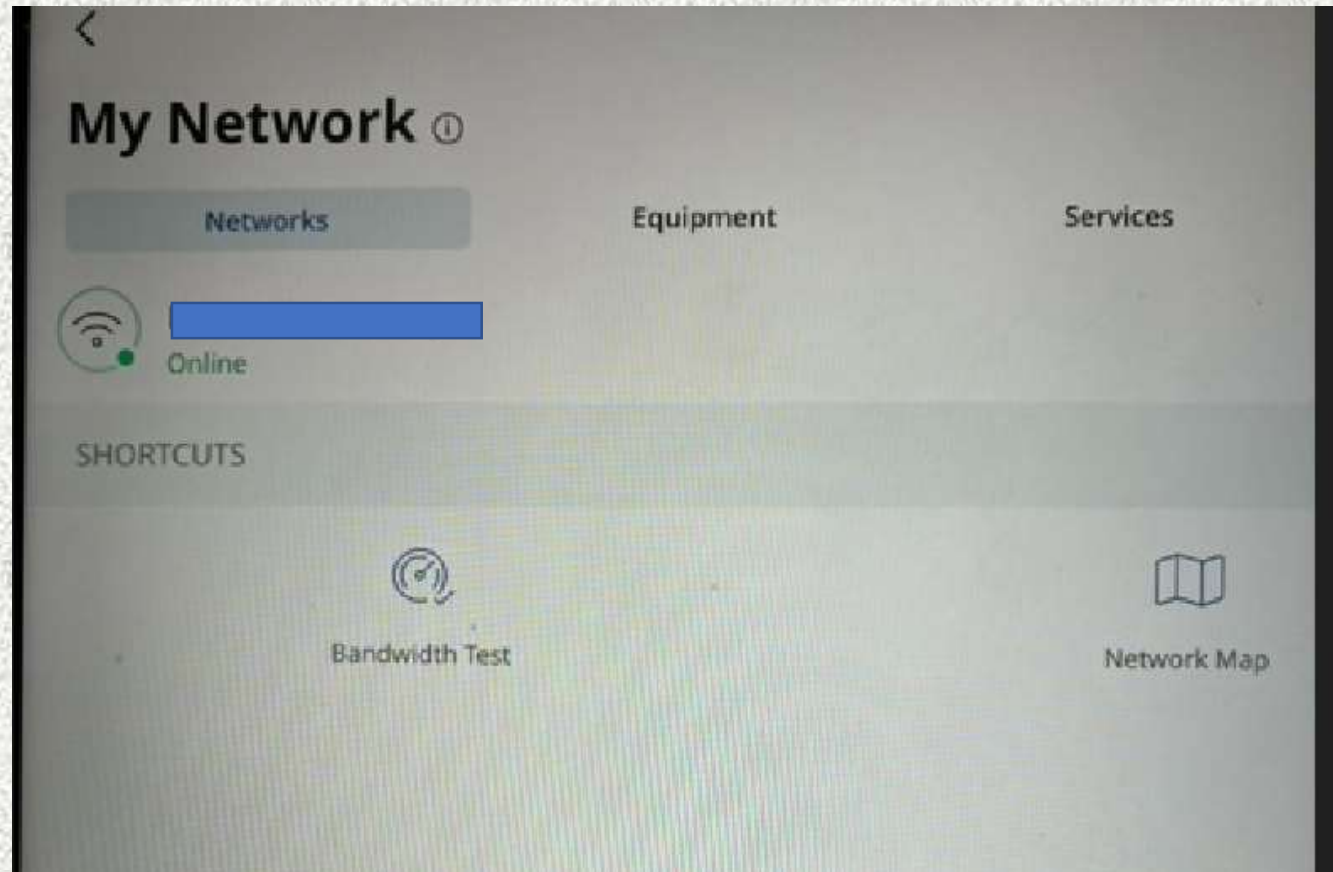 My Network
Networks Equipment Services
Online
SHORTCUTS
Bandwidth Test Network Map